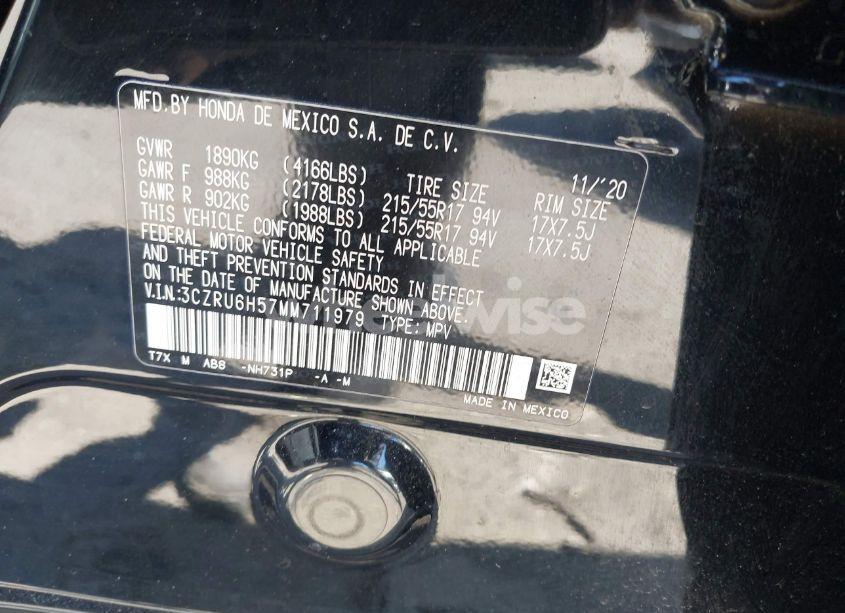 MFD.BY HONDA DE MEXICO S.A. DE C.V.
11/'20
GVWR 1890KG (4166LBS) TIRE SIZE RIM SIZE
GAWR F 988KG (2178LBS) 215/55R17 94V 17X7.5J
GAWR R 902KG (1988LBS) 215/55R17 94V 17X7.5J
THIS VEHICLE CONFORMS TO ALL APPLICABLE
FEDERAL MOTOR VEHICLE SAFETY
AND THEFT PREVENTION STANDARDS IN EFFECT
ON THE DATE OF MANUFACTURE SHOWN ABOVE.
V.I.N:3CZRU6H57MM711979 TYPE: MPV
T7X M AB8 -NH731P -A -M
MADE IN MEXICO